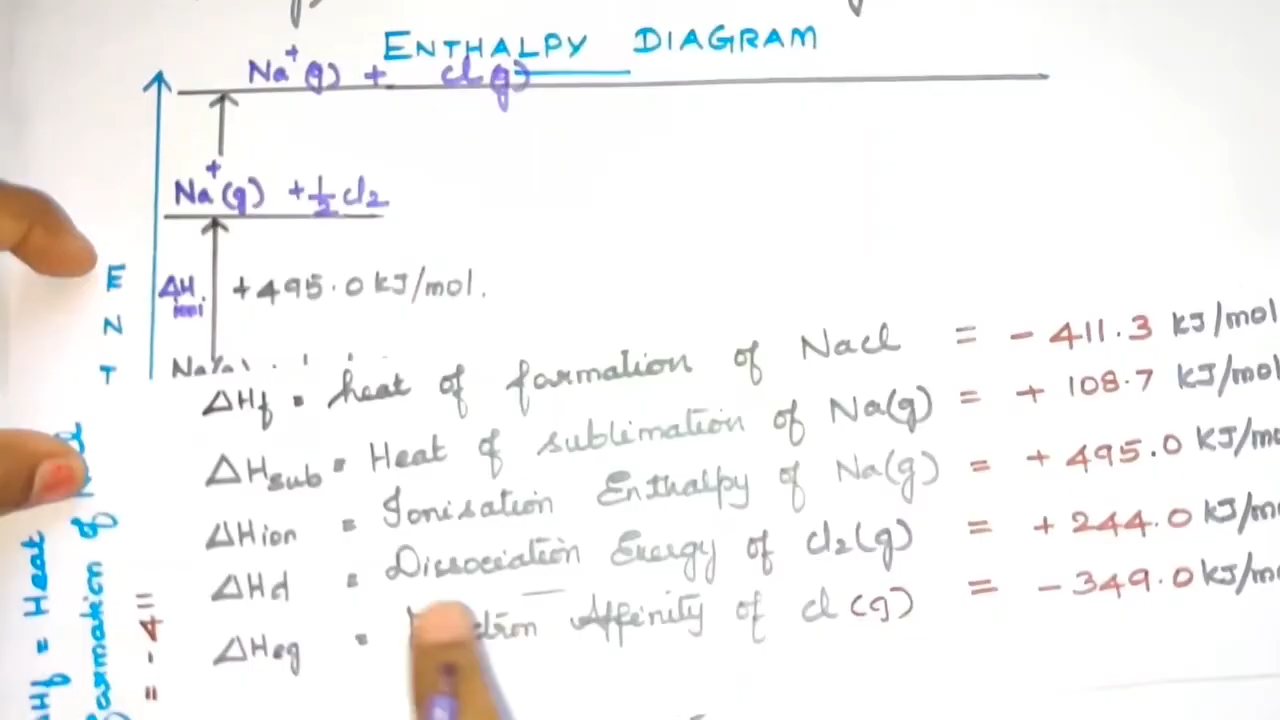 ENTHALPY DIAGRAM
Na⁺(g) + Cl(g)
Na⁺(g) + ½Cl₂
ΔH +495.0 kJ/mol.
E
N
T
ΔHf = heat of formation of NaCl = - 411.3 kJ/mol
ΔHsub = Heat of sublimation of Na(g) = + 108.7 kJ/mol
ΔHion = Ionisation Enthalpy of Na(g) = + 495.0 KJ/m
ΔHd = Dissociation Energy of Cl₂(g) = + 244.0 kJ/m
ΔHeg = Affinity of Cl(g) = - 349.0 kJ/m
ΔHf = Heat
formation of
= - 411